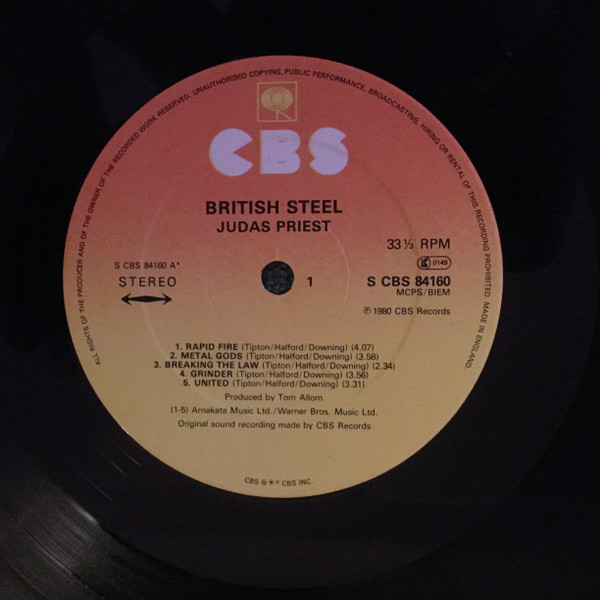 ALL RIGHTS OF THE PRODUCER AND OF THE OWNER OF THE RECORDED WORK RESERVED. UNAUTHORISED COPYING, PUBLIC PERFORMANCE, BROADCASTING, HIRING OR RENTAL OF THIS RECORDING PROHIBITED. MADE IN ENGLAND.
CBS
BRITISH STEEL
JUDAS PRIEST
33⅓ RPM
S CBS 84160 A*
LC 0149
STEREO
1
S CBS 84160
MCPS/BIEM
℗ 1980 CBS Records
1. RAPID FIRE (Tipton/Halford/Downing) (4.07)
2. METAL GODS (Tipton/Halford/Downing) (3.58)
3. BREAKING THE LAW (Tipton/Halford/Downing) (2.34)
4. GRINDER (Tipton/Halford/Downing) (3.56)
5. UNITED (Tipton/Halford/Downing) (3.31)
Produced by Tom Allom
(1-5) Arnakata Music Ltd./Warner Bros. Music Ltd.
Original sound recording made by CBS Records
CBS & ® CBS INC.